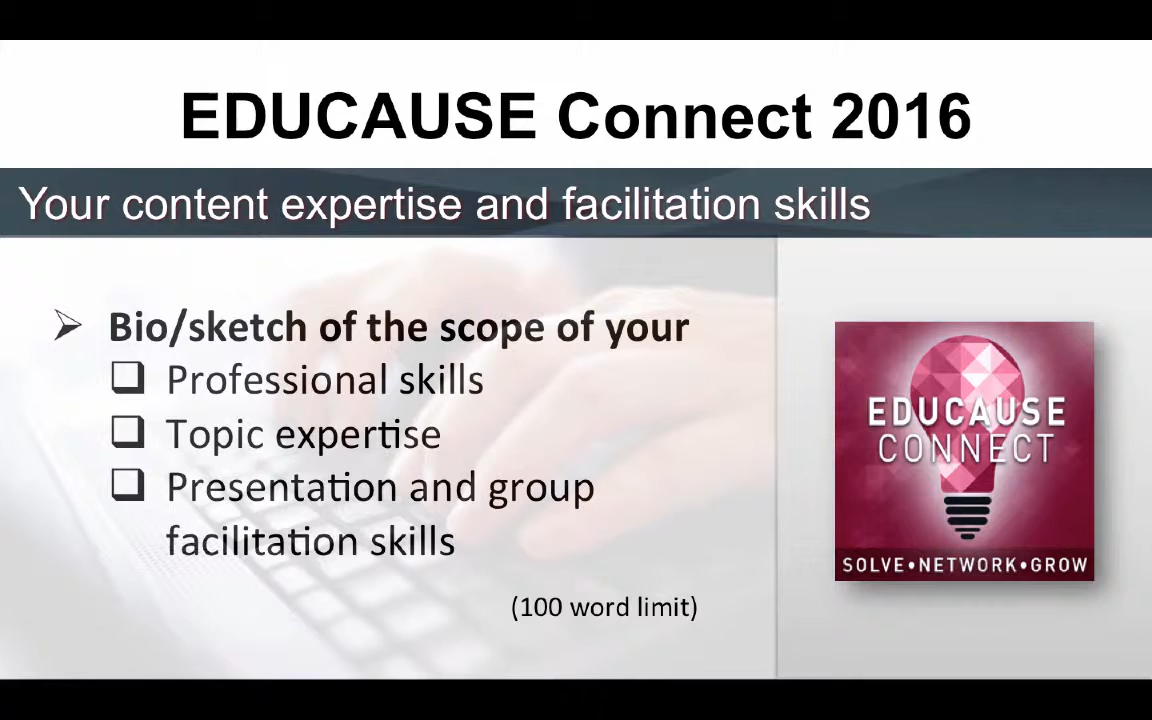 EDUCAUSE Connect 2016
Your content expertise and facilitation skills
Bio/sketch of the scope of your
Professional skills
Topic expertise
Presentation and group
facilitation skills
(100 word limit)
EDUCAUSE
CONNECT
SOLVE•NETWORK•GROW